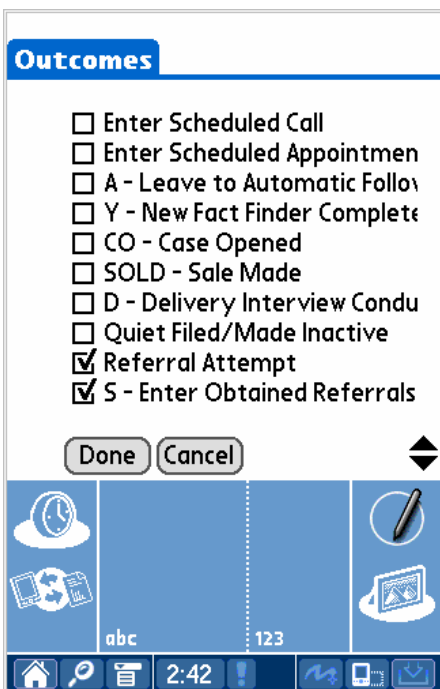 Outcomes
Enter Scheduled Call
Enter Scheduled Appointmen
A - Leave to Automatic Follow
Y - New Fact Finder Complete
CO - Case Opened
SOLD - Sale Made
D - Delivery Interview Condu
Quiet Filed/Made Inactive
Referral Attempt
S - Enter Obtained Referrals
Done Cancel
abc 123
2:42